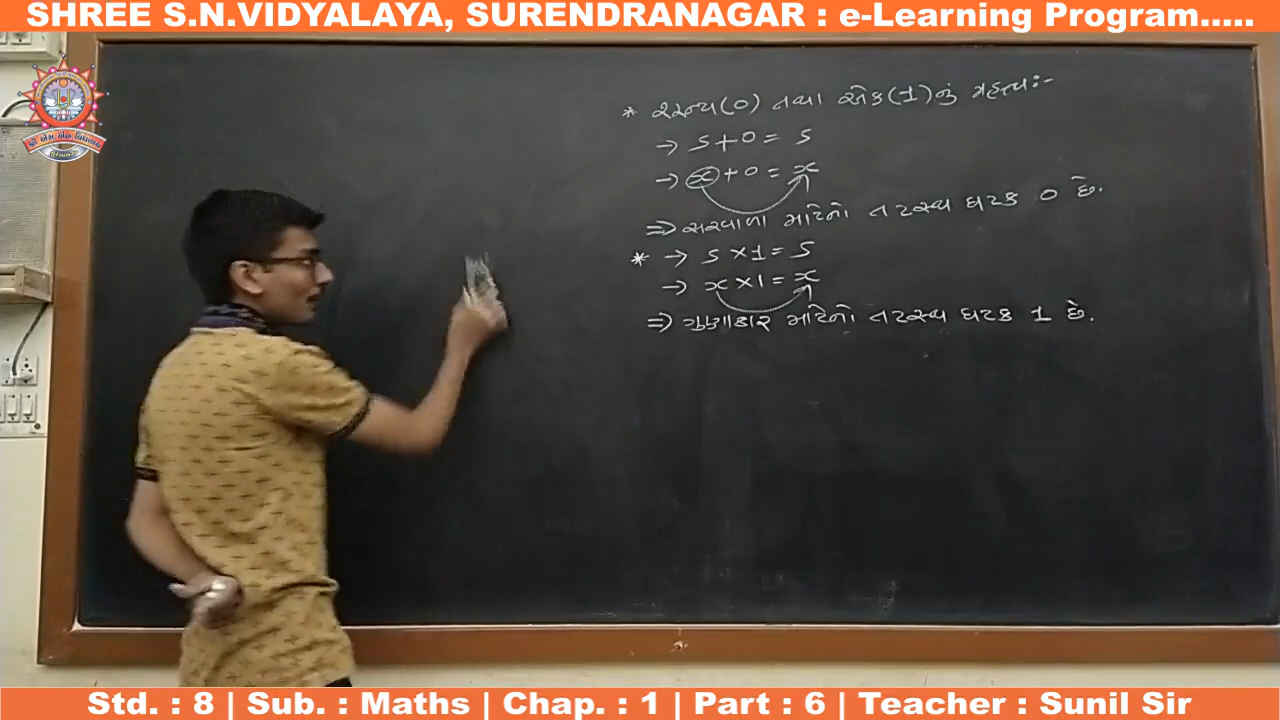 SHREE S.N.VIDYALAYA, SURENDRANAGAR : e-Learning Program.....
* શૂન્ય(0) તથા એક(1)નું મહત્વ:-
→ 5+0 = 5
→ x + 0 = x
⇒ સરવાળા માટેનો તટસ્થ ઘટક 0 છે.
* → 5 × 1 = 5
→ x × 1 = x
⇒ ગુણાકાર માટેનો તટસ્થ ઘટક 1 છે.
Std. : 8 | Sub. : Maths | Chap. : 1 | Part : 6 | Teacher : Sunil Sir